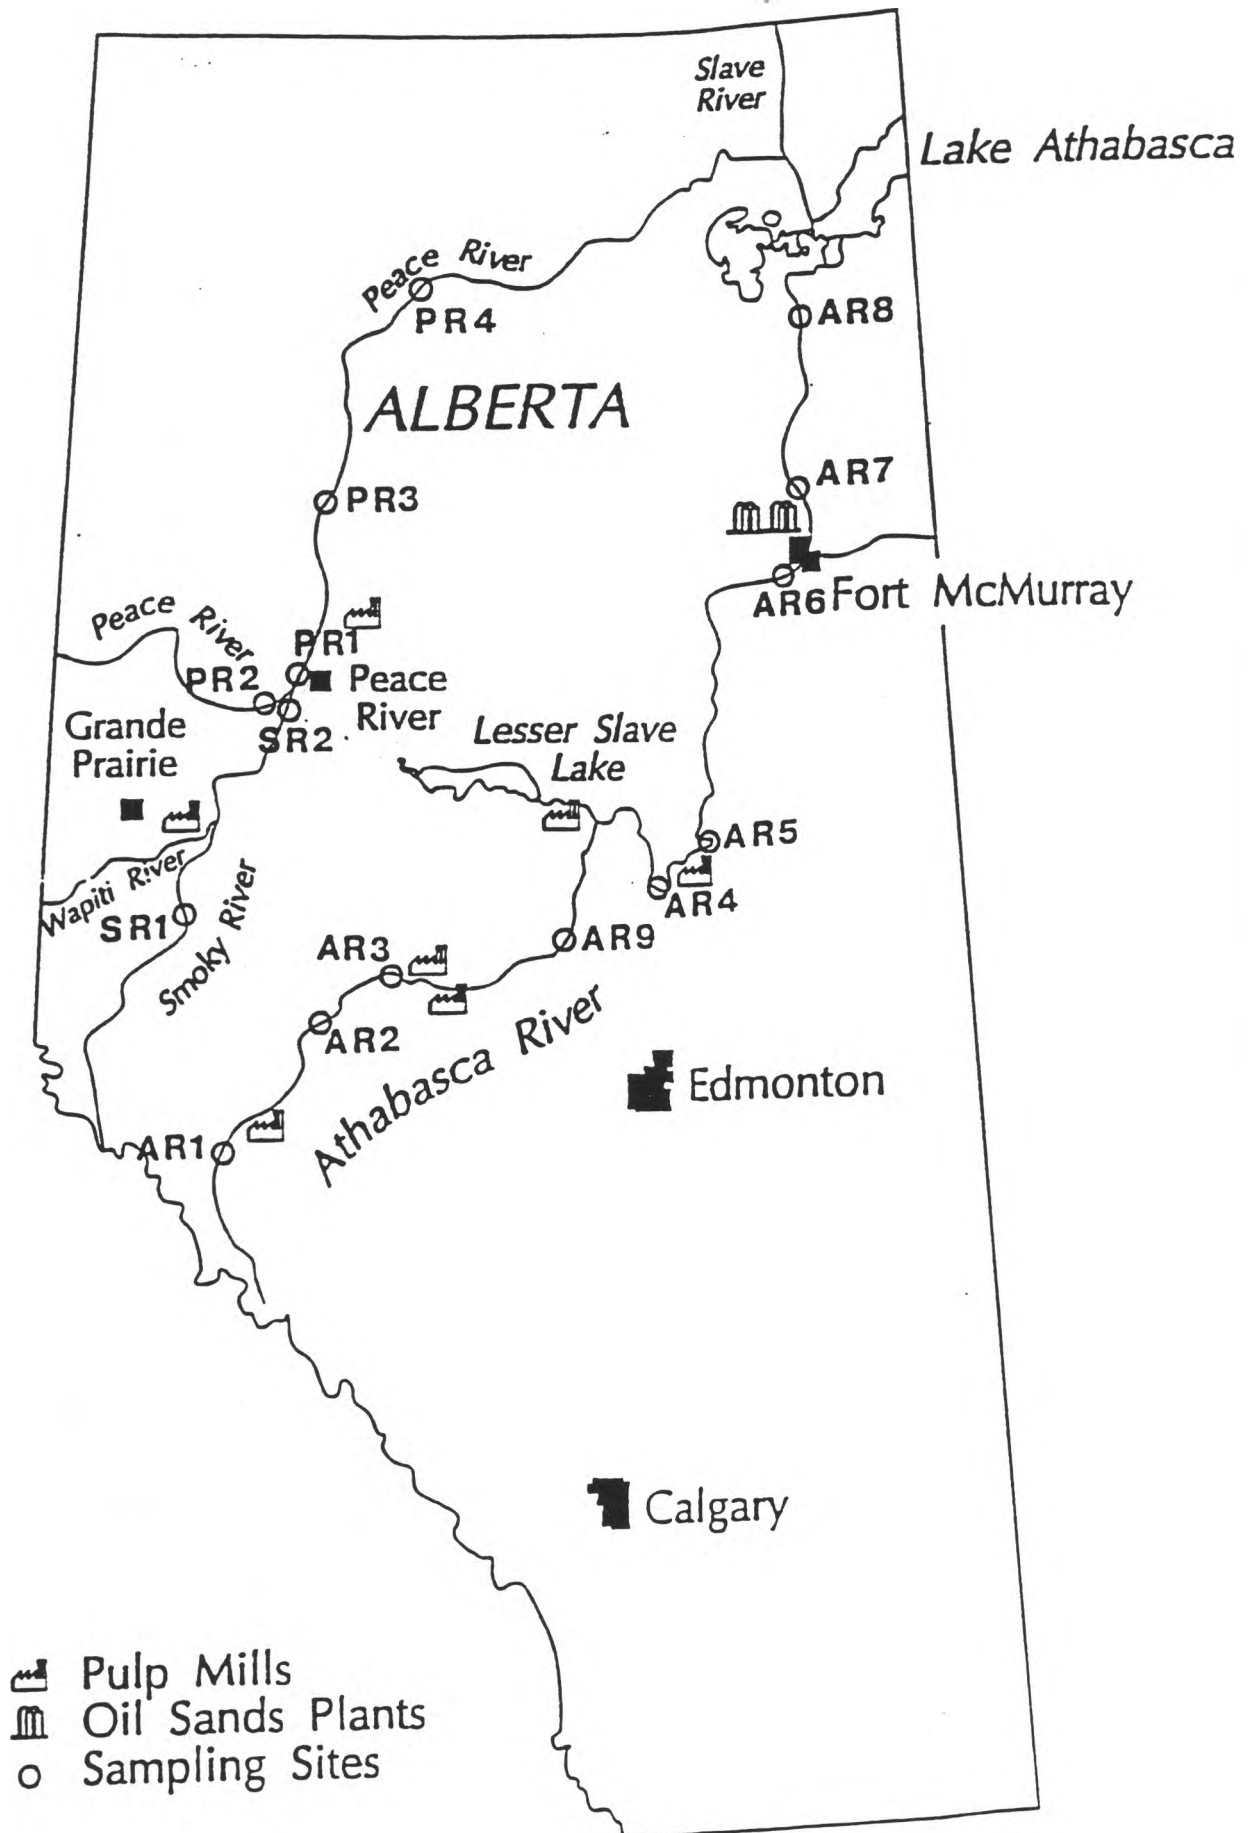 Slave
River
Lake Athabasca
Peace River
PR4
AR8
ALBERTA
AR7
PR3
AR6
Fort McMurray
Peace River
PR1
PR2
Peace
River
SR2
Grande
Prairie
Lesser Slave
Lake
AR5
Wapiti River
AR4
SR1
Smoky River
AR3
AR9
AR2
Athabasca River
Edmonton
AR1
Calgary
Pulp Mills
Oil Sands Plants
Sampling Sites